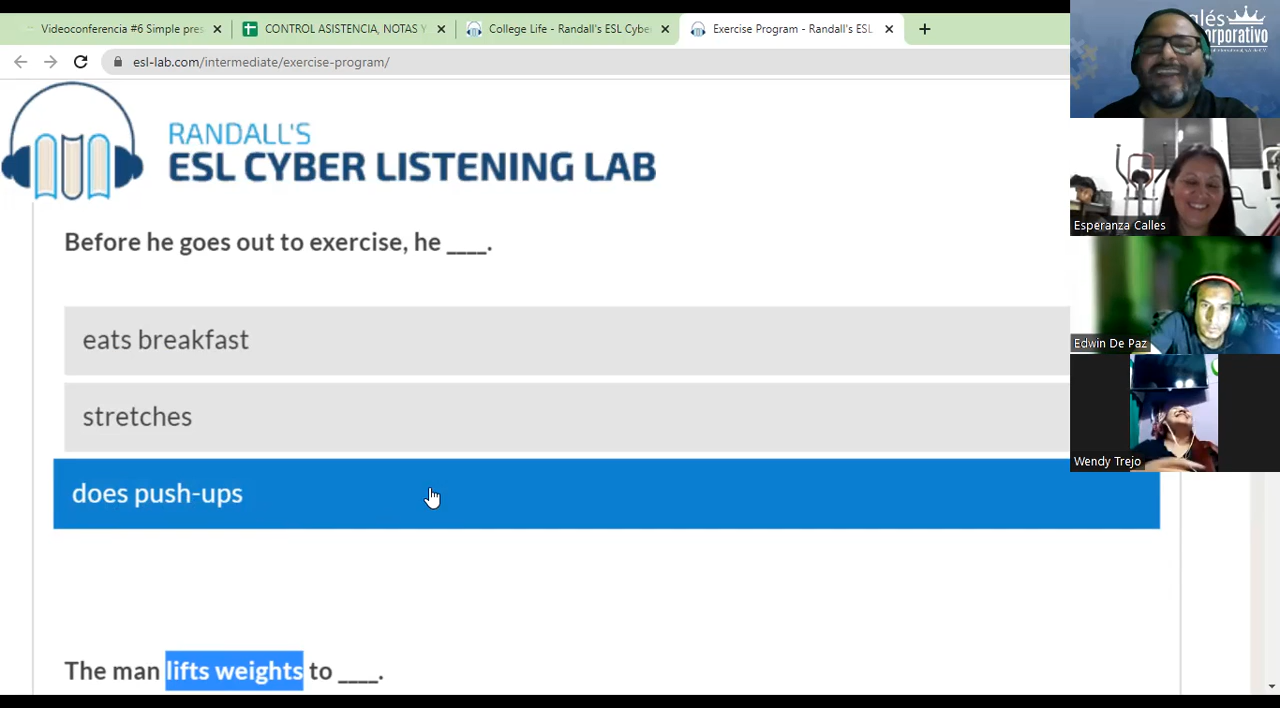 Videoconferencia #6 Simple pres
CONTROL ASISTENCIA, NOTAS Y
College Life - Randall's ESL Cybe
Exercise Program - Randall's ESL
esl-lab.com/intermediate/exercise-program/
RANDALL'S
ESL CYBER LISTENING LAB
Before he goes out to exercise, he ____.
eats breakfast
stretches
does push-ups
The man lifts weights to ____.
glés
rporativo
Esperanza Calles
Edwin De Paz
Wendy Trejo